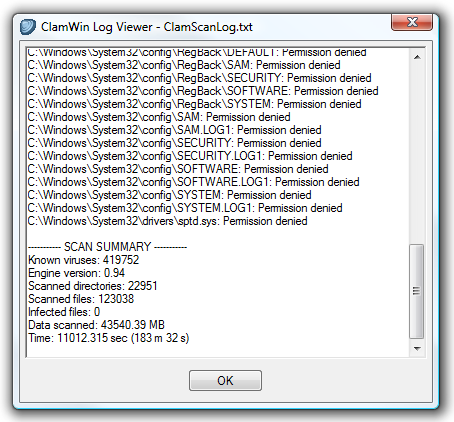 ClamWin Log Viewer - ClamScanLog.txt
C:\Windows\System32\config\RegBack\DEFAULT: Permission denied
C:\Windows\System32\config\RegBack\SAM: Permission denied
C:\Windows\System32\config\RegBack\SECURITY: Permission denied
C:\Windows\System32\config\RegBack\SOFTWARE: Permission denied
C:\Windows\System32\config\RegBack\SYSTEM: Permission denied
C:\Windows\System32\config\SAM: Permission denied
C:\Windows\System32\config\SAM.LOG1: Permission denied
C:\Windows\System32\config\SECURITY: Permission denied
C:\Windows\System32\config\SECURITY.LOG1: Permission denied
C:\Windows\System32\config\SOFTWARE: Permission denied
C:\Windows\System32\config\SOFTWARE.LOG1: Permission denied
C:\Windows\System32\config\SYSTEM: Permission denied
C:\Windows\System32\config\SYSTEM.LOG1: Permission denied
C:\Windows\System32\drivers\sptd.sys: Permission denied
----------- SCAN SUMMARY -----------
Known viruses: 419752
Engine version: 0.94
Scanned directories: 22951
Scanned files: 123038
Infected files: 0
Data scanned: 43540.39 MB
Time: 11012.315 sec (183 m 32 s)
OK